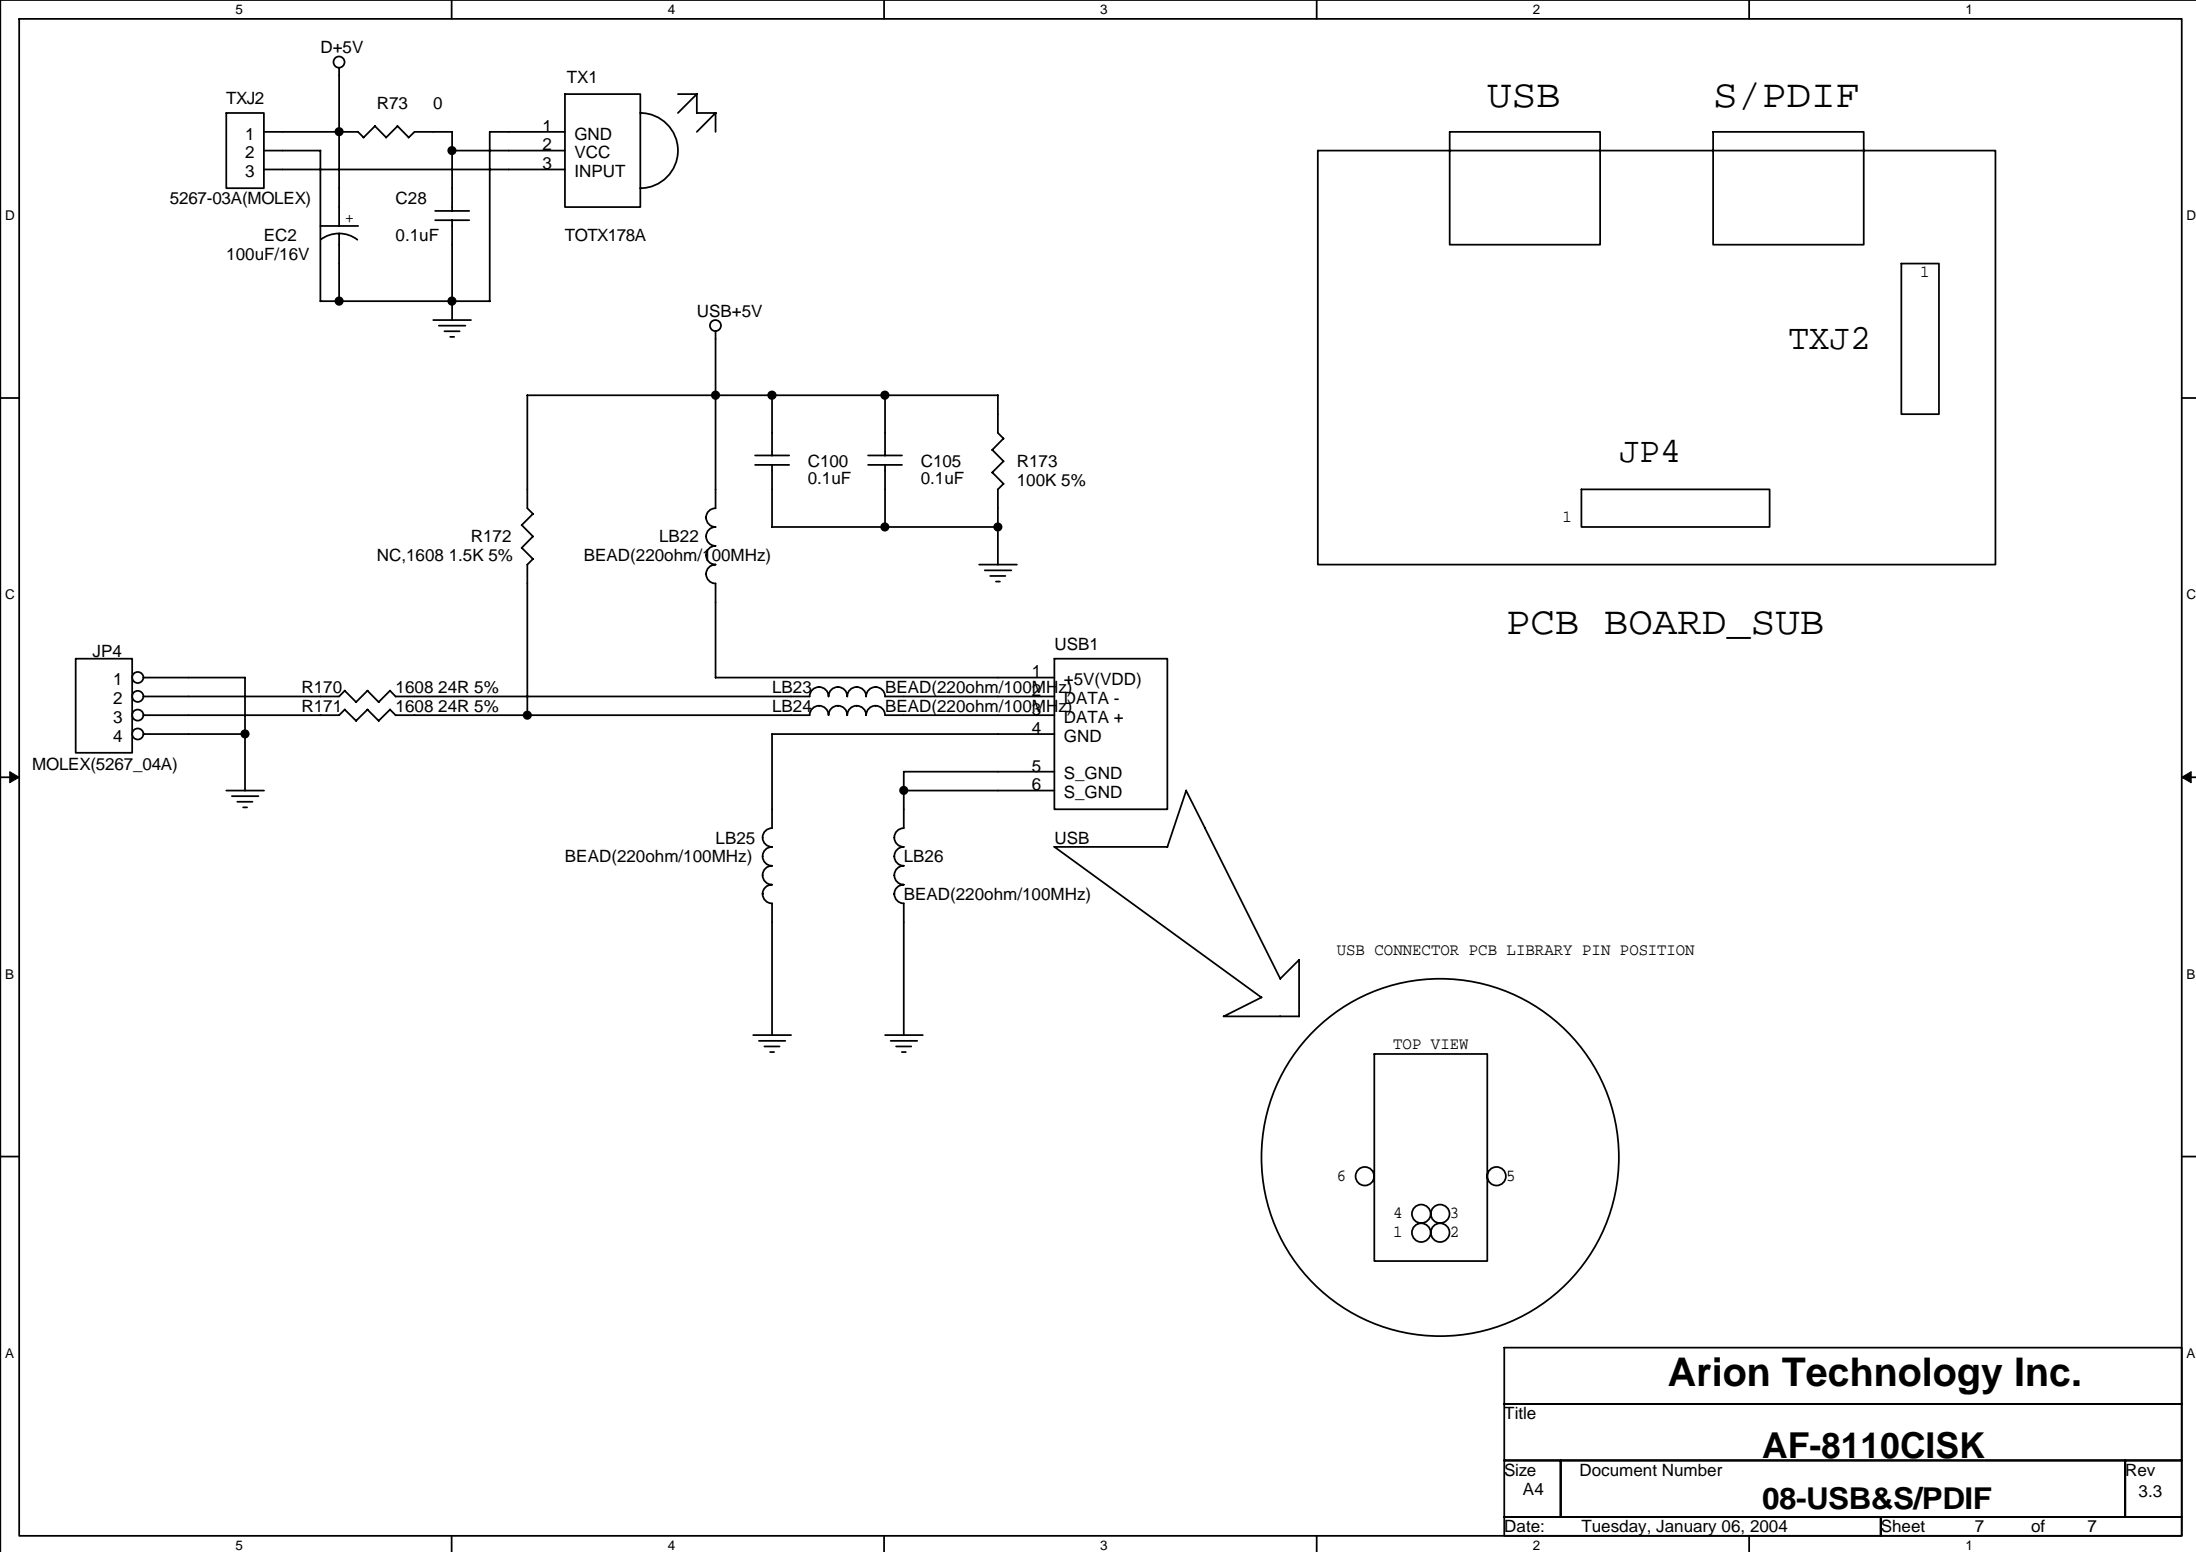 5 4 3 2 1
D
C
B
A
D
C
B
A
D+5V
TXJ2
R73 0
TX1
1
2
3
5267-03A(MOLEX)
EC2
100uF/16V
+
C28
0.1uF
1 GND
2 VCC
3 INPUT
TOTX178A
USB+5V
C100
0.1uF
C105
0.1uF
R173
100K 5%
R172
NC,1608 1.5K 5%
LB22
BEAD(220ohm/100MHz)
JP4
1
2
3
4
MOLEX(5267_04A)
R170 1608 24R 5%
R171 1608 24R 5%
LB23 BEAD(220ohm/100MHz)
LB24 BEAD(220ohm/100MHz)
USB1
1 +5V(VDD)
2 DATA -
3 DATA +
4 GND
5 S_GND
6 S_GND
USB
LB25
BEAD(220ohm/100MHz)
LB26
BEAD(220ohm/100MHz)
USB S/PDIF
1
TXJ2
JP4
1
PCB BOARD_SUB
USB CONNECTOR PCB LIBRARY PIN POSITION
TOP VIEW
6 5
4 3
1 2
Arion Technology Inc.
Title
AF-8110CISK
Size Document Number Rev
A4 08-USB&S/PDIF 3.3
Date: Tuesday, January 06, 2004 Sheet 7 of 7
5 4 3 2 1